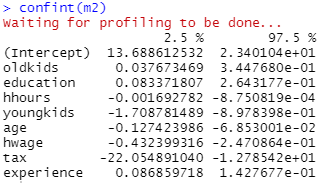 > confint(m2)
Waiting for profiling to be done...
2.5 % 97.5 %
(Intercept) 13.688612532 2.340104e+01
oldkids 0.037673469 3.447680e-01
education 0.083371807 2.643177e-01
hhours -0.001692782 -8.750819e-04
youngkids -1.708781489 -8.978398e-01
age -0.127423986 -6.853001e-02
hwage -0.432399316 -2.470864e-01
tax -22.054891040 -1.278542e+01
experience 0.086859718 1.427677e-01